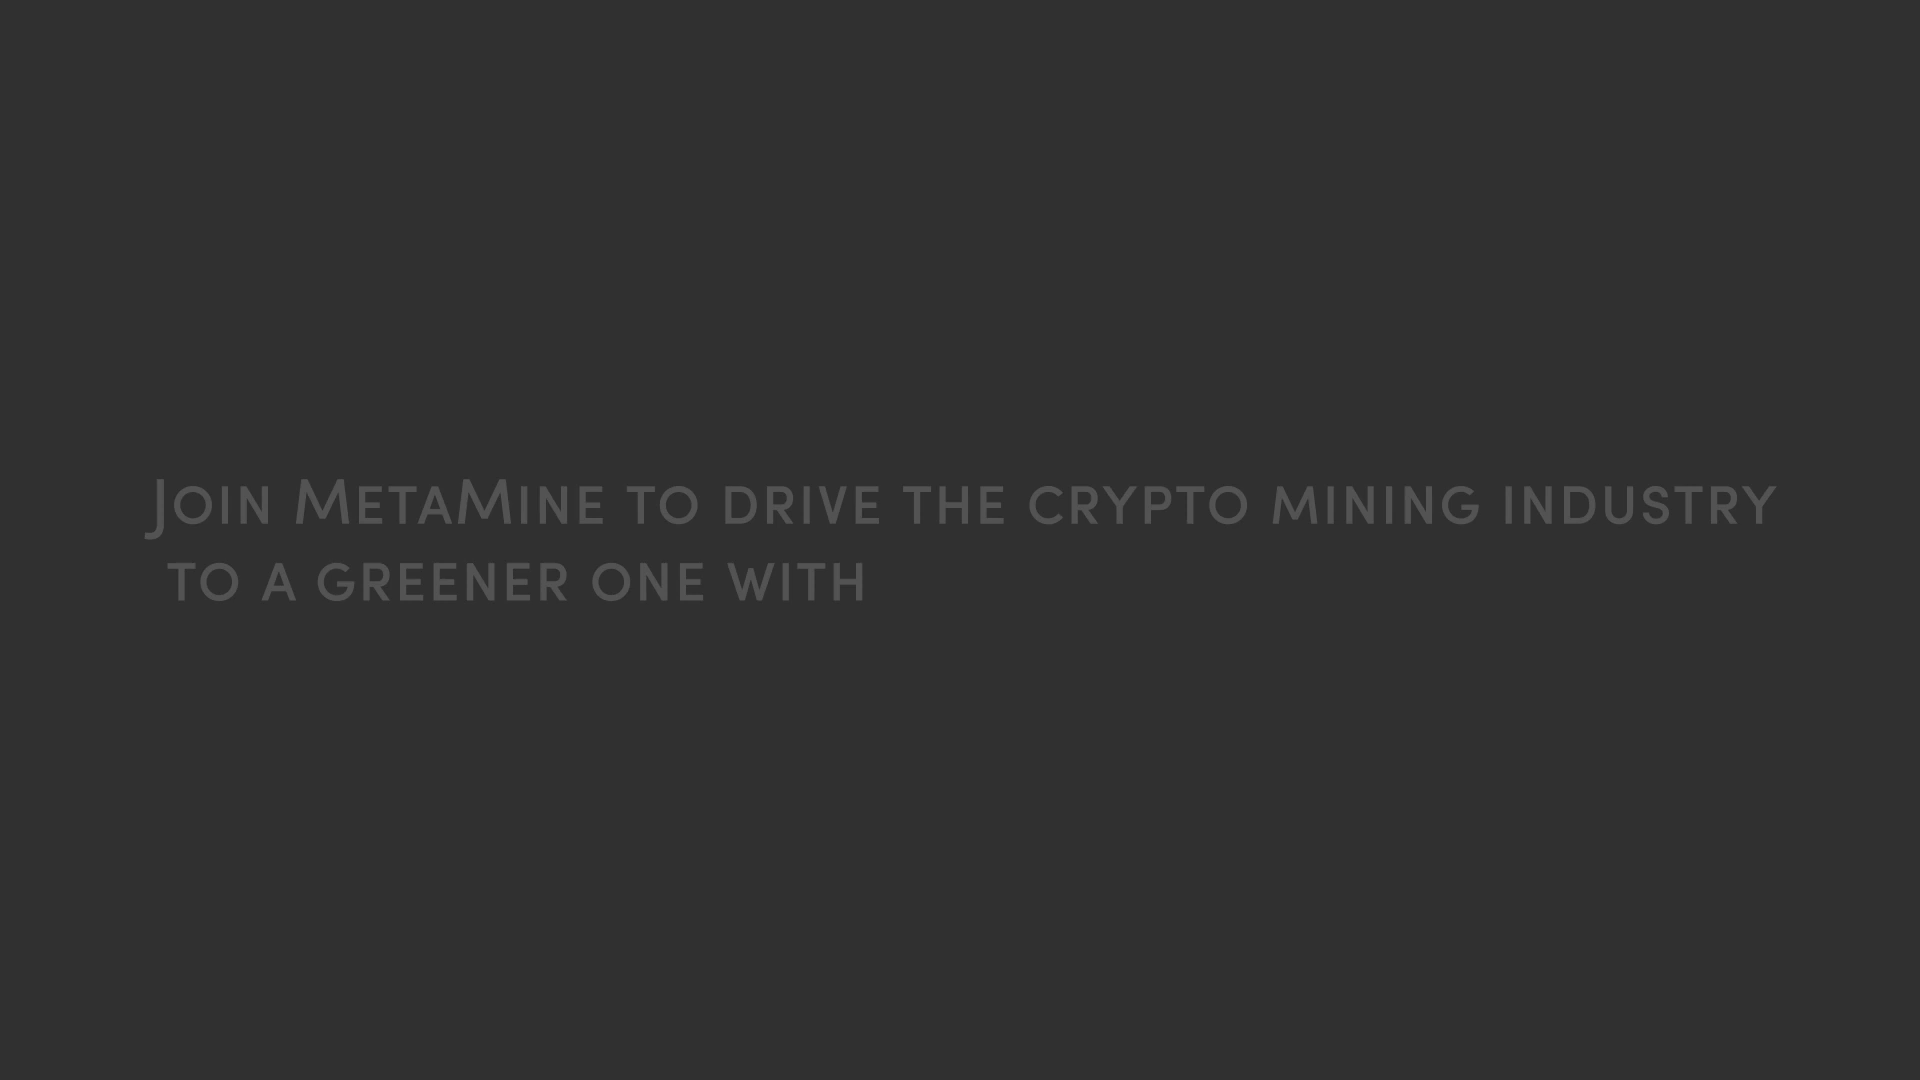 Join MetaMine to drive the crypto mining industry
to a greener one with